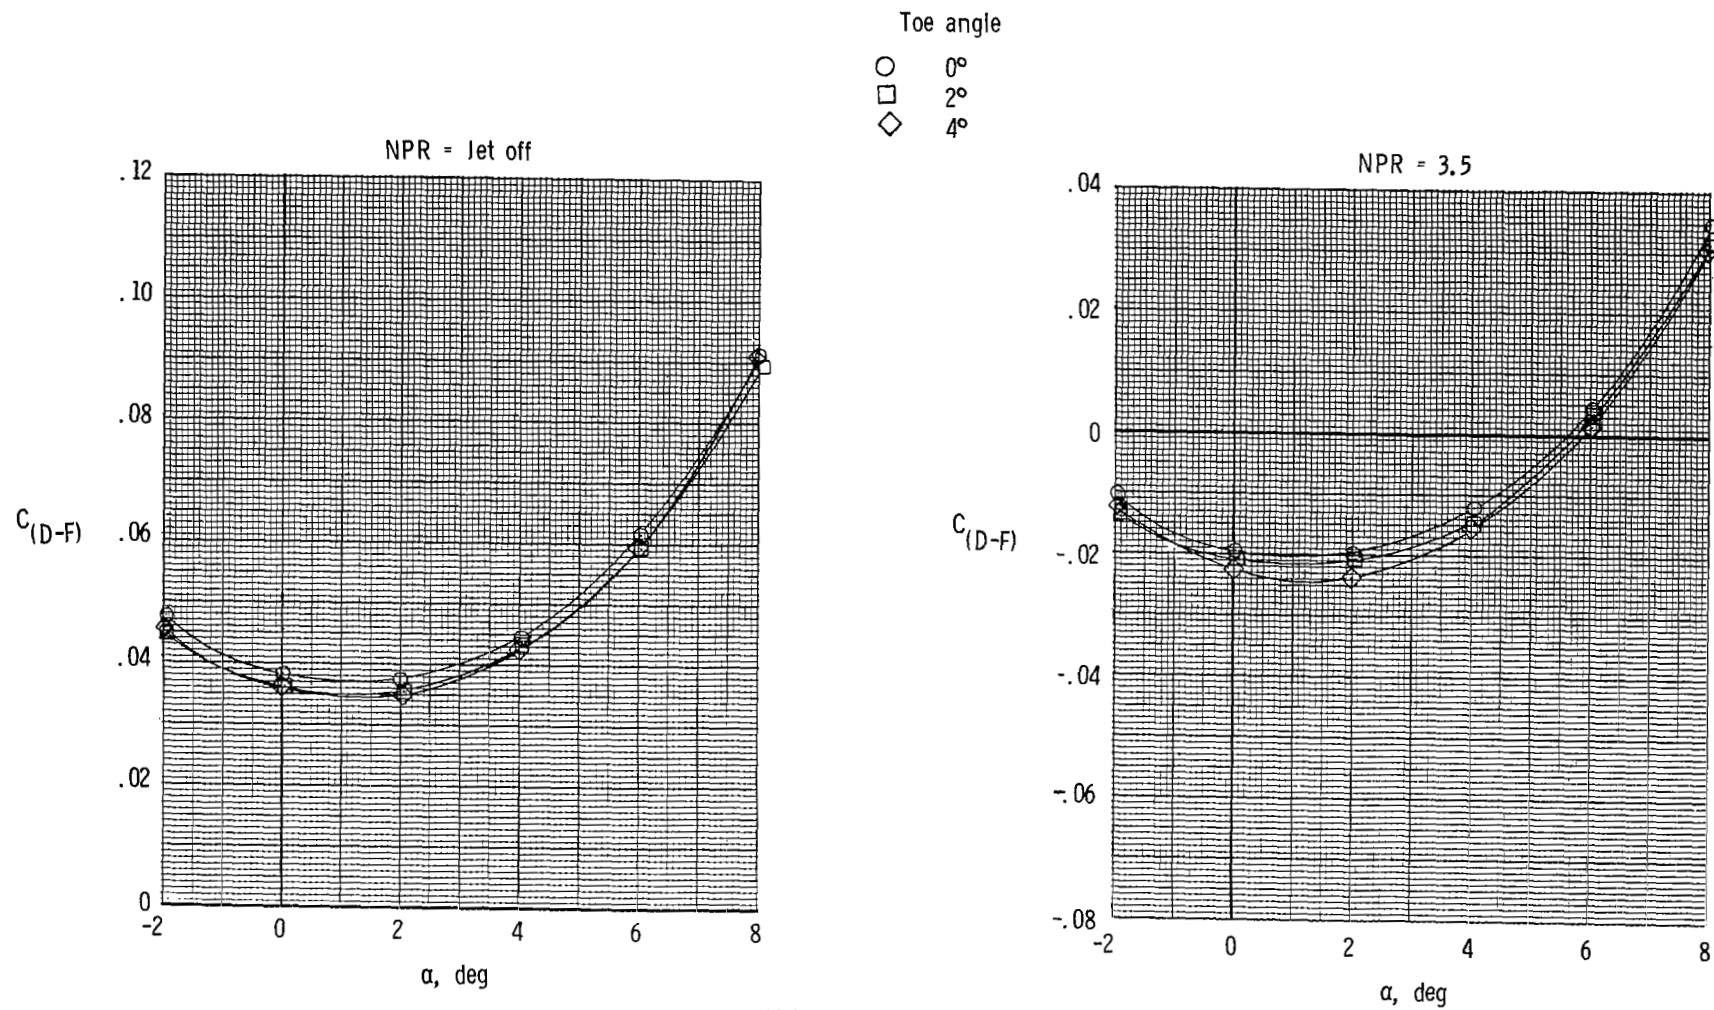 Toe angle
0°
2°
4°
NPR = Jet off
.12
.10
.08
.06
.04
.02
0
C(D-F)
-2 0 2 4 6 8
α, deg
NPR = 3.5
.04
.02
0
-.02
-.04
-.06
-.08
C(D-F)
-2 0 2 4 6 8
α, deg